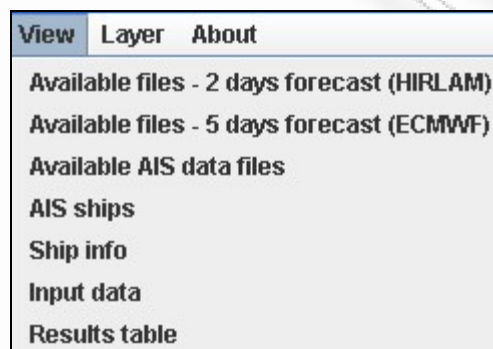 View Layer About
Available files - 2 days forecast (HIRLAM)
Available files - 5 days forecast (ECMWF)
Available AIS data files
AIS ships
Ship info
Input data
Results table